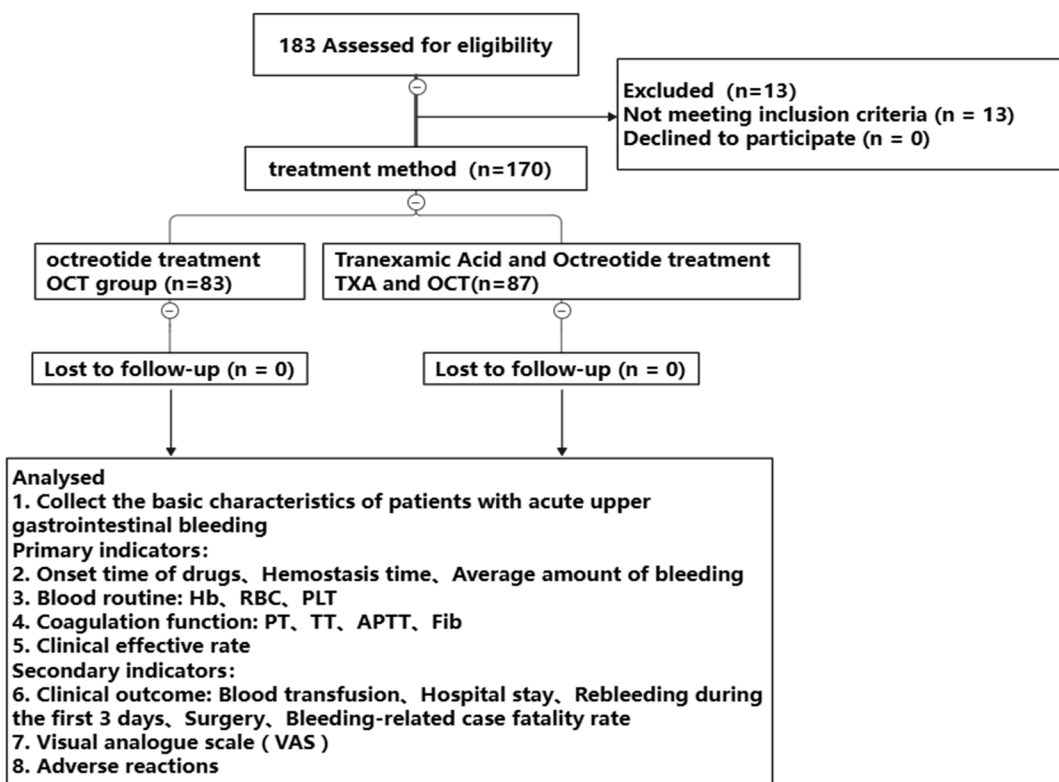 183 Assessed for eligibility
Excluded (n=13)
Not meeting inclusion criteria (n = 13)
Declined to participate (n = 0)
treatment method (n=170)
octreotide treatment
OCT group (n=83)
Tranexamic Acid and Octreotide treatment
TXA and OCT(n=87)
Lost to follow-up (n = 0)
Lost to follow-up (n = 0)
Analysed
1. Collect the basic characteristics of patients with acute upper
gastrointestinal bleeding
Primary indicators:
2. Onset time of drugs、Hemostasis time、Average amount of bleeding
3. Blood routine: Hb、RBC、PLT
4. Coagulation function: PT、TT、APTT、Fib
5. Clinical effective rate
Secondary indicators:
6. Clinical outcome: Blood transfusion、Hospital stay、Rebleeding during
the first 3 days、Surgery、Bleeding-related case fatality rate
7. Visual analogue scale ( VAS )
8. Adverse reactions